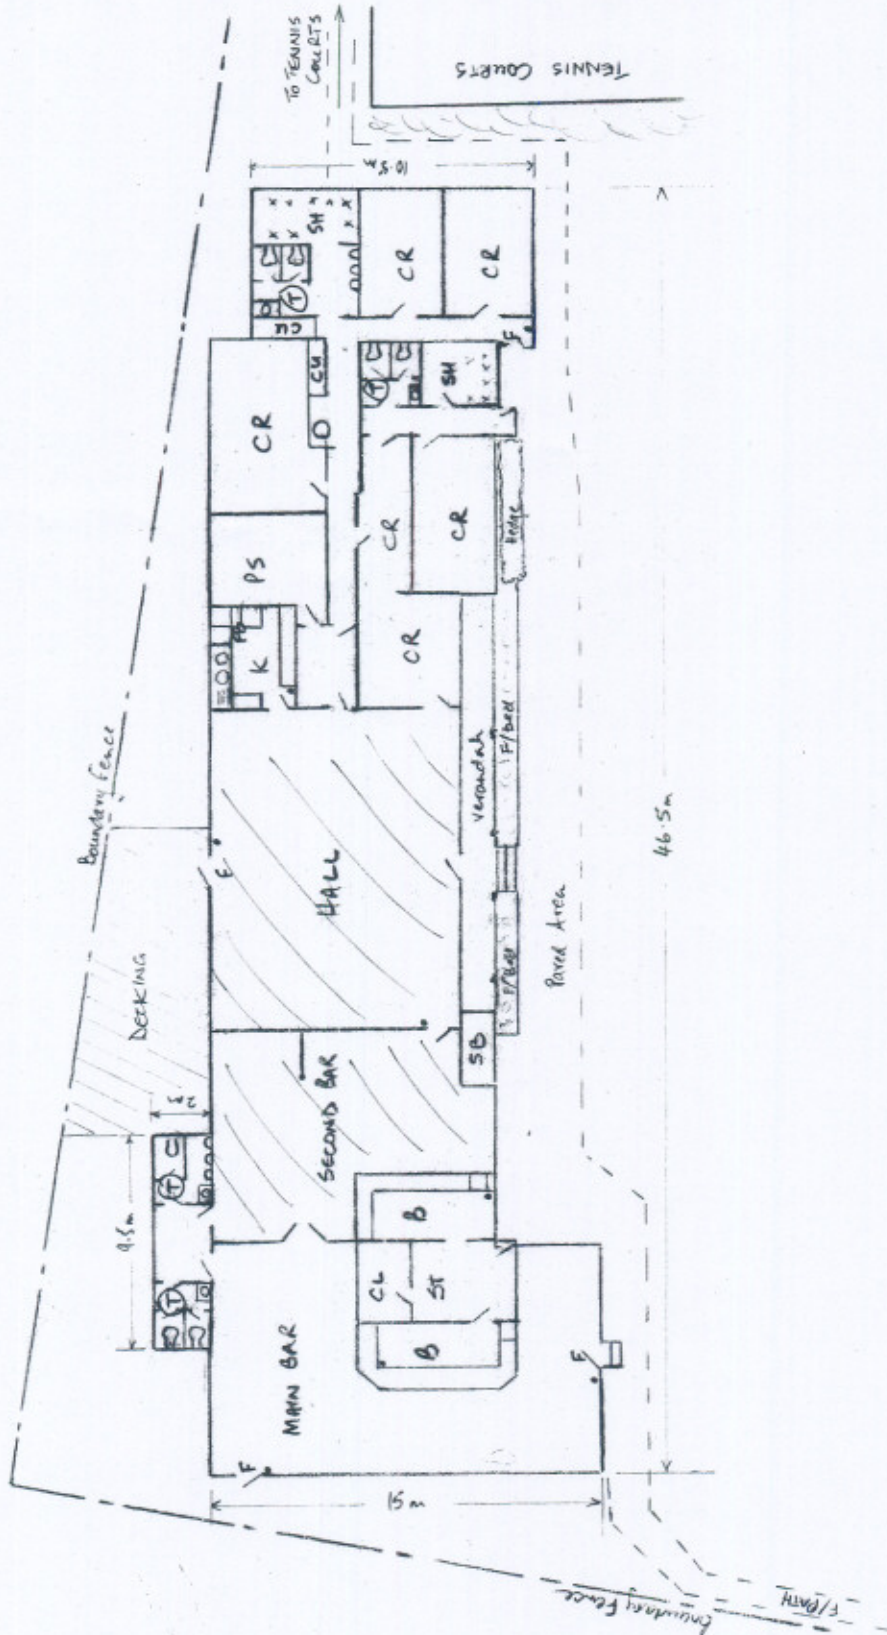 TO TENNIS
COURTS
TENNIS COURTS
10.5m
SH
CR
CR
T
CU
CU
CR
T
SH
F
PS
CR
CR
Hedge
K
CR
Boundary Fence
verandah
F/Bed
HALL
F
46.5m
DECKING
Paved Area
F/Bed
SB
SECOND BAR
T
9.5m
B
T
CL
ST
MAIN BAR
B
F
F
15m
Boundary Fence
F/PATH